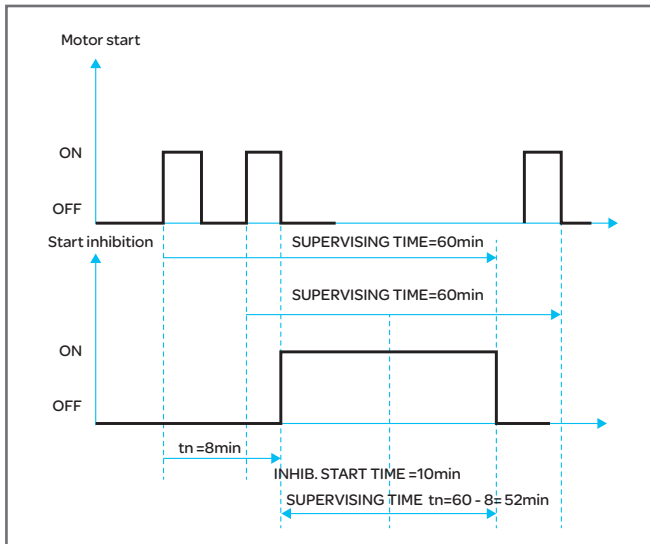 Motor start
ON
OFF
Start inhibition
SUPERVISING TIME=60min
SUPERVISING TIME=60min
ON
OFF
tn =8min
INHIB. START TIME =10min
SUPERVISING TIME tn=60 - 8= 52min